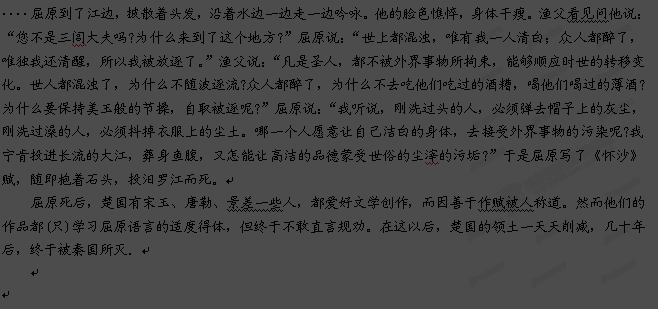 ····屈原到了江边，披散着头发，沿着水边一边走一边吟咏。他的脸色憔悴，身体干瘦。渔父看见问他说：
“您不是三闾大夫吗?为什么来到了这个地方?”屈原说：“世上都混浊，唯有我一人清白；众人都醉了，
唯独我还清醒，所以我被放逐了。”渔父说：“凡是圣人，都不被外界事物所拘束，能够顺应时世的转移变
化。世人都混浊了，为什么不随波逐流?众人都醉了，为什么不去吃他们吃过的酒糟，喝他们喝过的薄酒?
为什么要保持美玉般的节操，自取被逐呢?”屈原说：“我听说，刚洗过头的人，必须弹去帽子上的灰尘，
刚洗过澡的人，必须抖掉衣服上的尘土。哪一个人愿意让自己洁白的身体，去接受外界事物的污染呢?我
宁肯投进长流的大江，葬身鱼腹，又怎能让高洁的品德蒙受世俗的尘滓的污垢?”于是屈原写了《怀沙》
赋，随即抱着石头，投汨罗江而死。
屈原死后，楚国有宋玉、唐勒、景差一些人，都爱好文学创作，而因善于作赋被人称道。然而他们的
作品都(只)学习屈原语言的适度得体，但终于不敢直言规劝。在这以后，楚国的领土一天天削减，几十年
后，终于被秦国所灭．